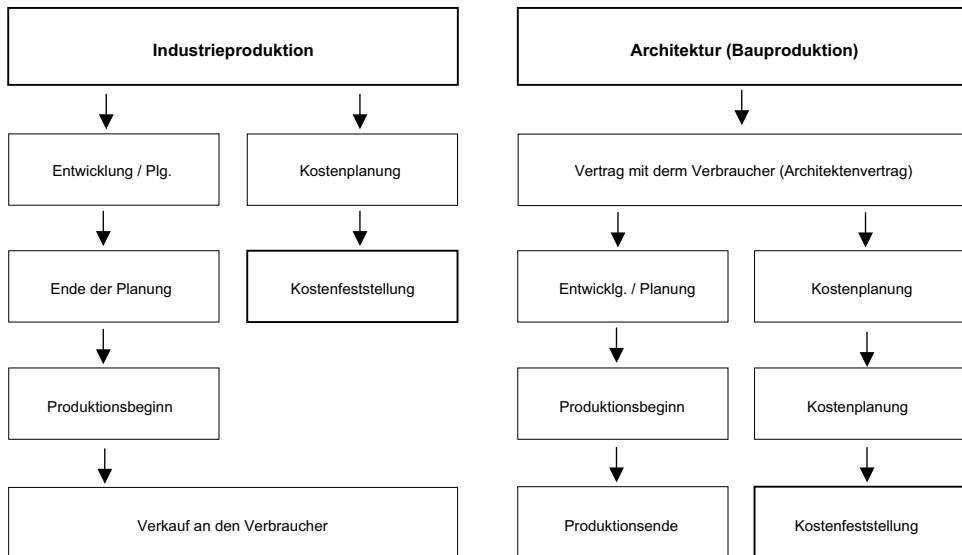 Industrieproduktion
Entwicklung / Plg.
Kostenplanung
Ende der Planung
Kostenfeststellung
Produktionsbeginn
Verkauf an den Verbraucher
Architektur (Bauproduktion)
Vertrag mit derm Verbraucher (Architektenvertrag)
Entwicklg. / Planung
Kostenplanung
Produktionsbeginn
Kostenplanung
Produktionsende
Kostenfeststellung